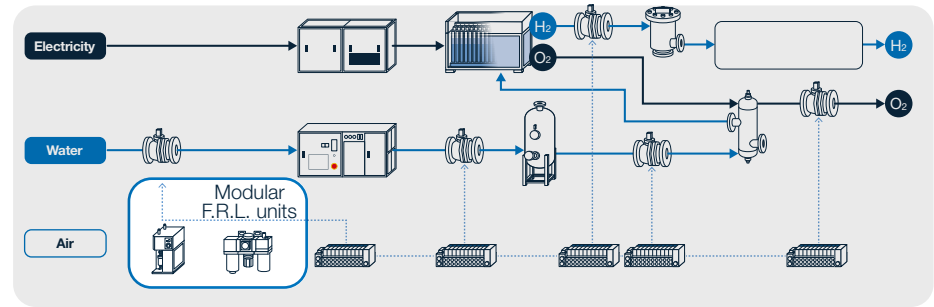 Electricity
H₂
O₂
H₂
O₂
Water
Modular
F.R.L. units
Air